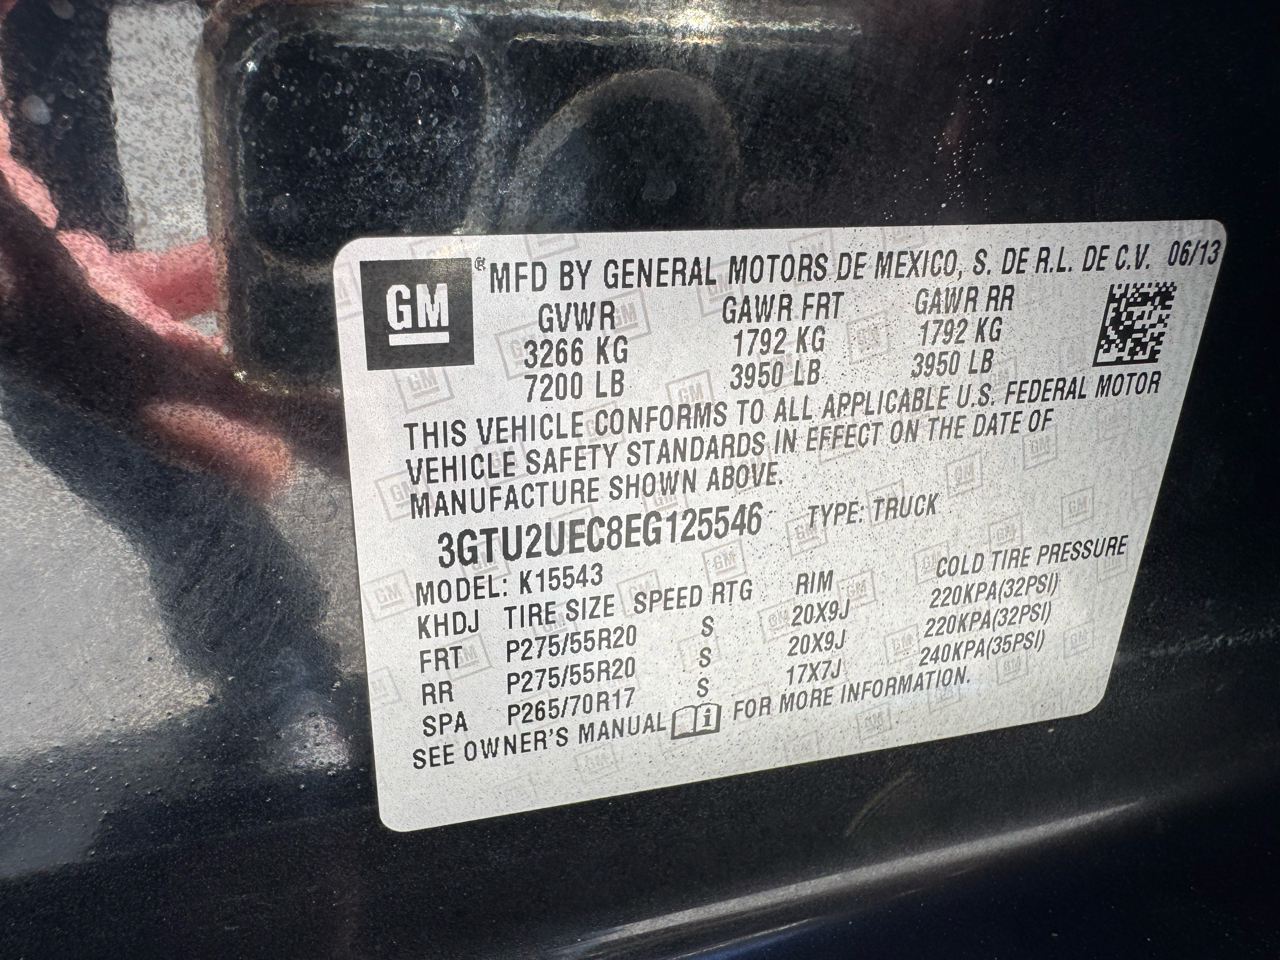 GM ® MFD BY GENERAL MOTORS DE MEXICO, S. DE R.L. DE C.V. 06/13
GVWR GAWR FRT GAWR RR
3266 KG 1792 KG 1792 KG
7200 LB 3950 LB 3950 LB
THIS VEHICLE CONFORMS TO ALL APPLICABLE U.S. FEDERAL MOTOR
VEHICLE SAFETY STANDARDS IN EFFECT ON THE DATE OF
MANUFACTURE SHOWN ABOVE.
3GTU2UEC8EG125546 TYPE: TRUCK
MODEL: K15543
KHDJ TIRE SIZE SPEED RTG RIM COLD TIRE PRESSURE
FRT P275/55R20 S 20X9J 220KPA(32PSI)
RR P275/55R20 S 20X9J 220KPA(32PSI)
SPA P265/70R17 S 17X7J 240KPA(35PSI)
SEE OWNER'S MANUAL i FOR MORE INFORMATION.